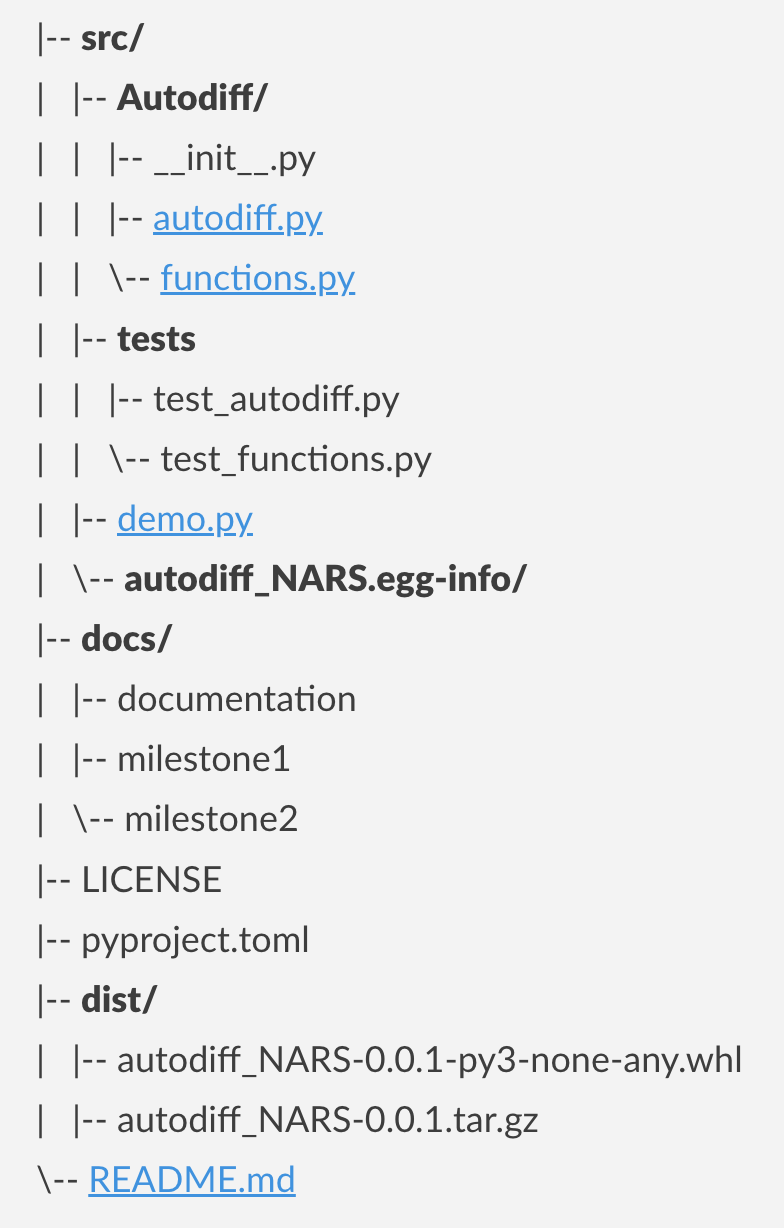 |-- src/
|   |-- Autodiff/
|   |   |-- __init__.py
|   |   |-- autodiff.py
|   |   \-- functions.py
|   |-- tests
|   |   |-- test_autodiff.py
|   |   \-- test_functions.py
|   |-- demo.py
|   \-- autodiff_NARS.egg-info/
|-- docs/
|   |-- documentation
|   |-- milestone1
|   \-- milestone2
|-- LICENSE
|-- pyproject.toml
|-- dist/
|   |-- autodiff_NARS-0.0.1-py3-none-any.whl
|   |-- autodiff_NARS-0.0.1.tar.gz
\-- README.md